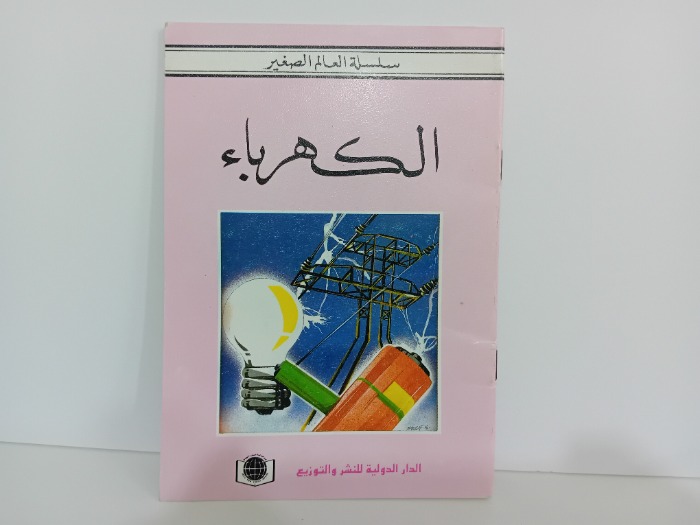 سلسلة العالم الصغير
الكهرباء
الدار الدولية للنشر والتوزيع